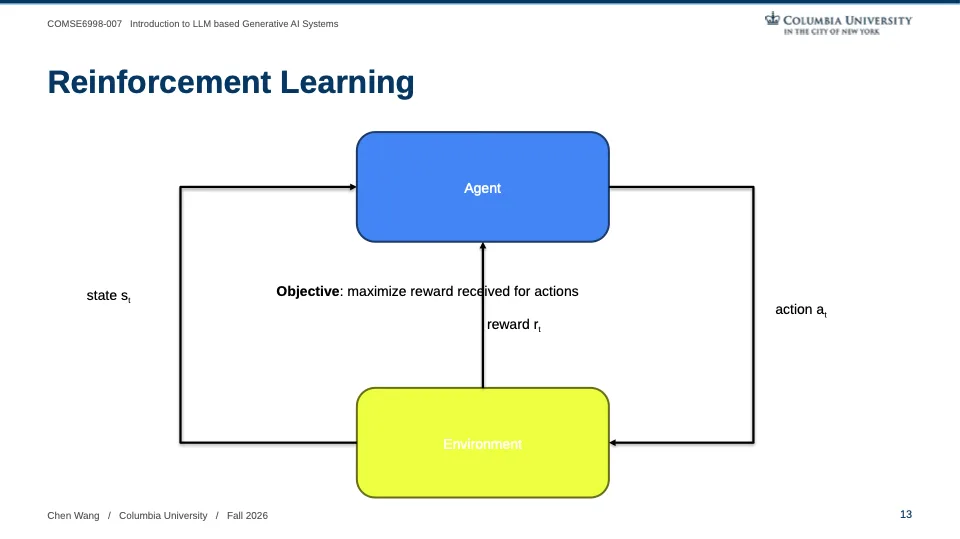 COMSE6998-007 Introduction to LLM based Generative AI Systems
COLUMBIA UNIVERSITY
IN THE CITY OF NEW YORK
Reinforcement Learning
Agent
Objective: maximize reward received for actions
state sₜ
action aₜ
reward rₜ
Environment
Chen Wang / Columbia University / Fall 2026
13